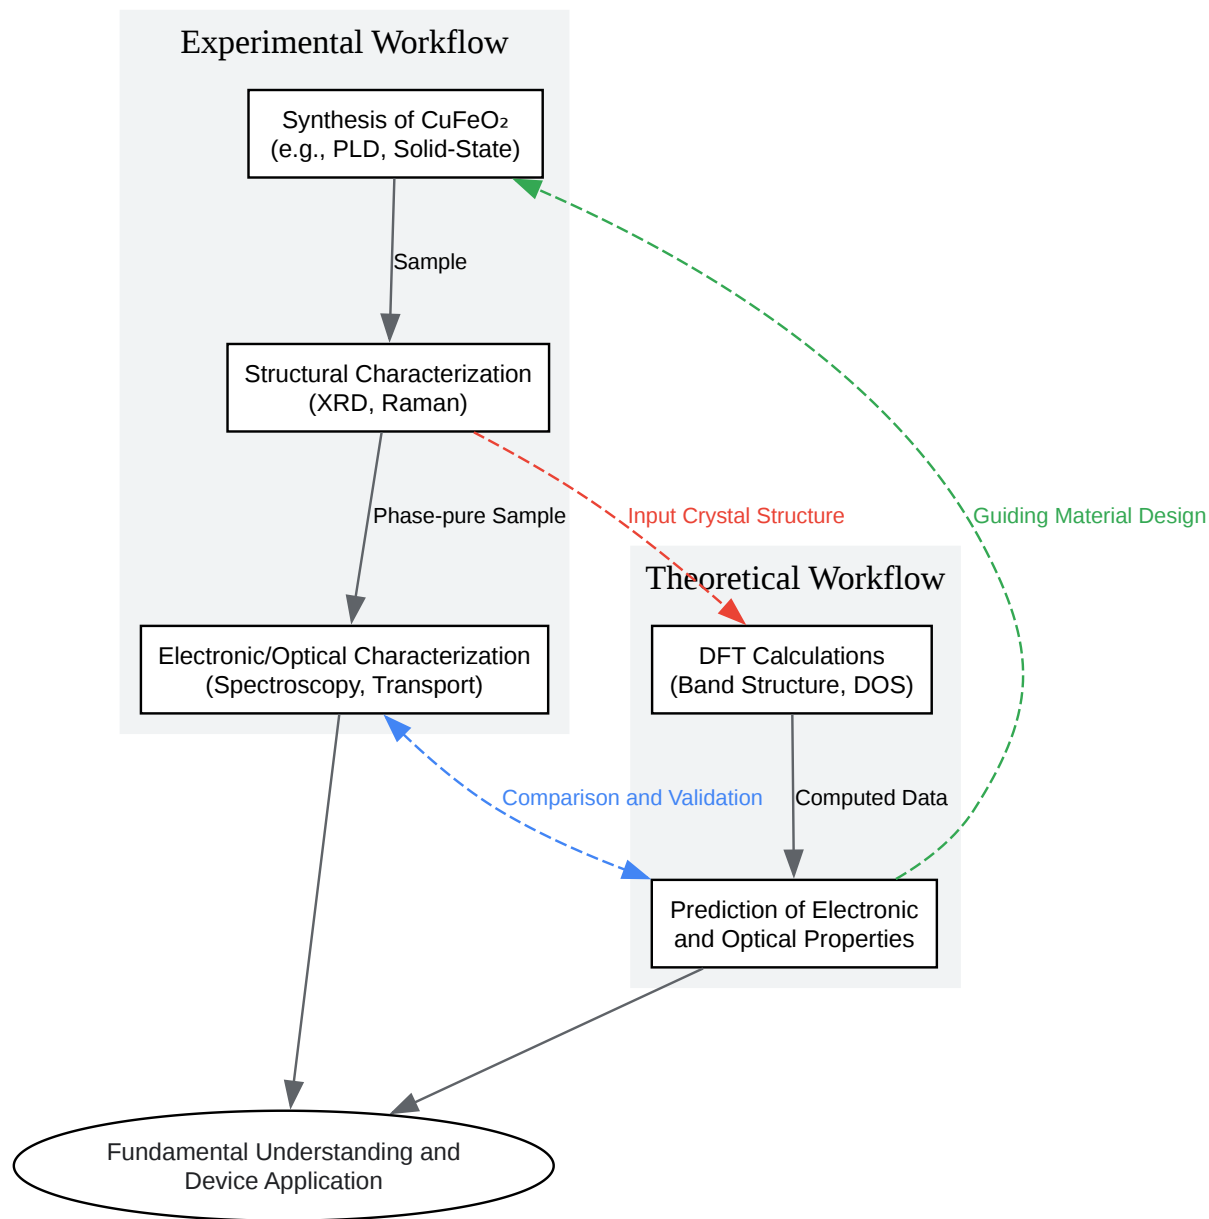 Experimental Workflow
Synthesis of CuFeO₂
(e.g., PLD, Solid-State)
Sample
Structural Characterization
(XRD, Raman)
Phase-pure Sample
Input Crystal Structure
Guiding Material Design
Theoretical Workflow
Electronic/Optical Characterization
(Spectroscopy, Transport)
DFT Calculations
(Band Structure, DOS)
Comparison and Validation
Computed Data
Prediction of Electronic
and Optical Properties
Fundamental Understanding and
Device Application